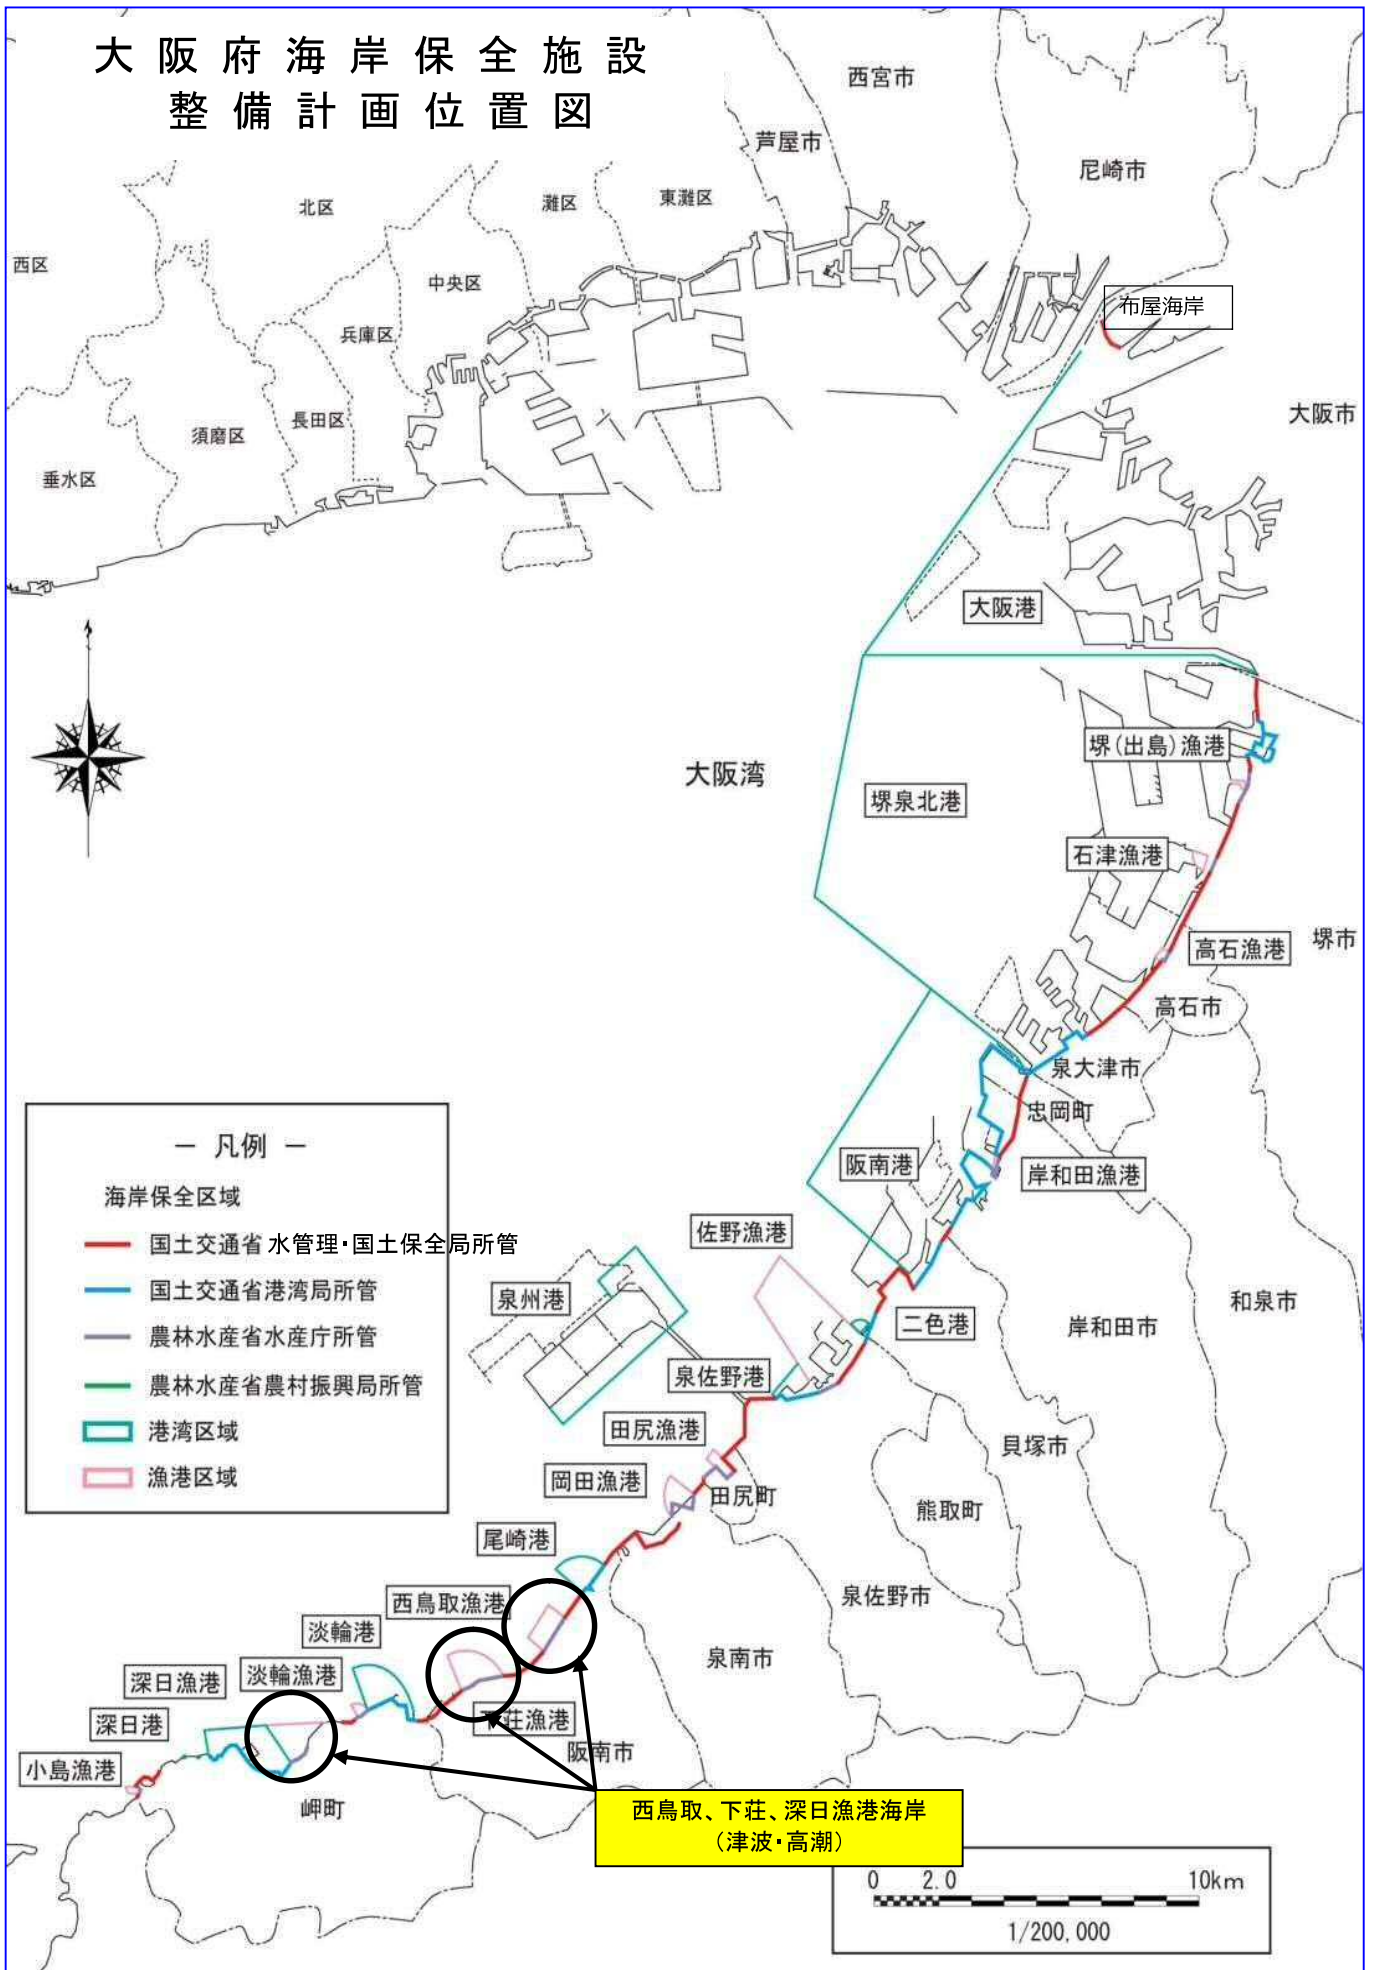 大阪府海岸保全施設
整備計画位置図
西宮市
芦屋市
尼崎市
東灘区
灘区
北区
西区
中央区
兵庫区
布屋海岸
大阪市
長田区
須磨区
垂水区
大阪港
堺(出島)漁港
大阪湾
堺泉北港
石津漁港
堺市
高石漁港
高石市
泉大津市
忠岡町
阪南港
岸和田漁港
佐野漁港
泉州港
二色港
和泉市
岸和田市
泉佐野港
田尻漁港
貝塚市
岡田漁港
田尻町
熊取町
尾崎港
泉佐野市
西鳥取漁港
淡輪港
泉南市
淡輪漁港
深日漁港
下荘漁港
深日港
阪南市
小島漁港
岬町
－ 凡例 －
海岸保全区域
国土交通省水管理・国土保全局所管
国土交通省港湾局所管
農林水産省水産庁所管
農林水産省農村振興局所管
港湾区域
漁港区域
西鳥取、下荘、深日漁港海岸
(津波・高潮)
0 2.0 10km
1/200,000